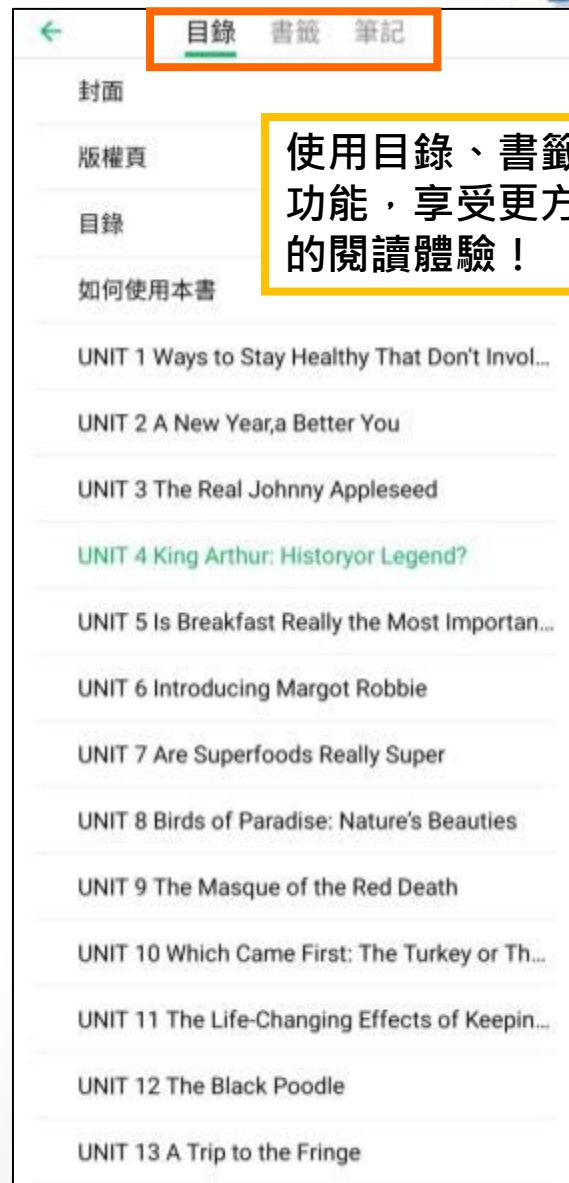 目錄 書籤 筆記
封面
版權頁
使用目錄、書籤
功能，享受更方
的閱讀體驗！
目錄
如何使用本書
UNIT 1 Ways to Stay Healthy That Don't Invol...
UNIT 2 A New Year,a Better You
UNIT 3 The Real Johnny Appleseed
UNIT 4 King Arthur: Historyor Legend?
UNIT 5 Is Breakfast Really the Most Importan...
UNIT 6 Introducing Margot Robbie
UNIT 7 Are Superfoods Really Super
UNIT 8 Birds of Paradise: Nature's Beauties
UNIT 9 The Masque of the Red Death
UNIT 10 Which Came First: The Turkey or Th...
UNIT 11 The Life-Changing Effects of Keepin...
UNIT 12 The Black Poodle
UNIT 13 A Trip to the Fringe